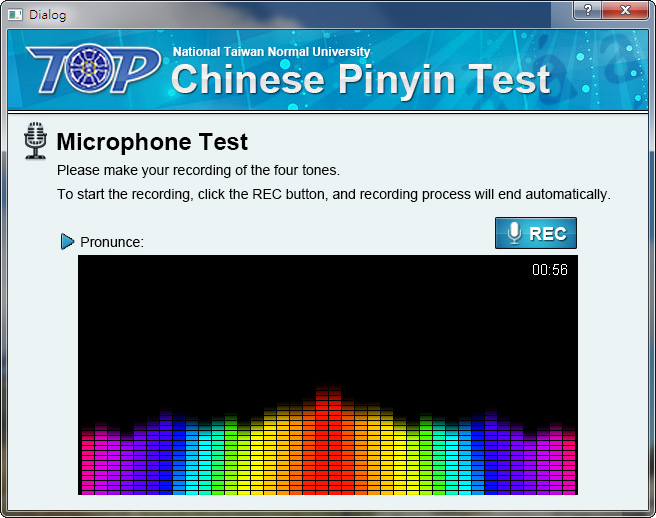 Dialog
?
TOP
National Taiwan Normal University
Chinese Pinyin Test
Microphone Test
Please make your recording of the four tones.
To start the recording, click the REC button, and recording process will end automatically.
REC
Pronunce:
00:56